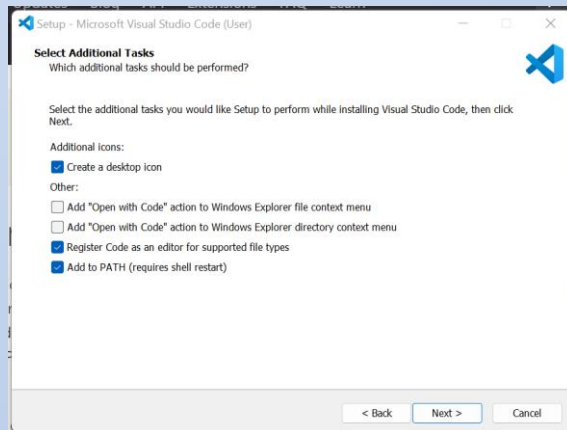 Setup - Microsoft Visual Studio Code (User)
Select Additional Tasks
Which additional tasks should be performed?
Select the additional tasks you would like Setup to perform while installing Visual Studio Code, then click
Next.
Additional icons:
Create a desktop icon
Other:
Add "Open with Code" action to Windows Explorer file context menu
Add "Open with Code" action to Windows Explorer directory context menu
Register Code as an editor for supported file types
Add to PATH (requires shell restart)
< Back Next > Cancel